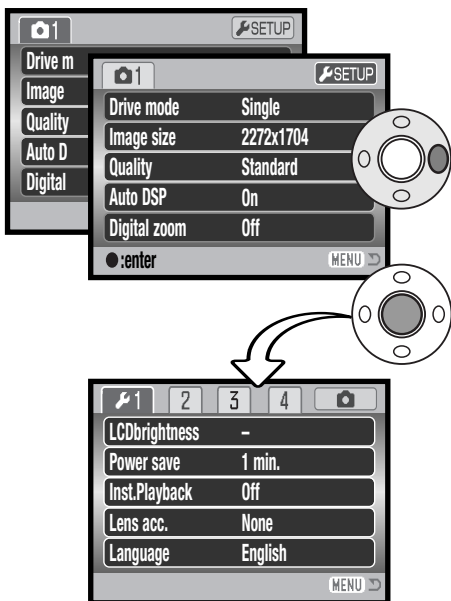 1 SETUP
Drive m
Image
Quality
Auto D
Digital
1 SETUP
Drive mode Single
Image size 2272x1704
Quality Standard
Auto DSP On
Digital zoom Off
●:enter MENU
1 2 3 4
LCDbrightness –
Power save 1 min.
Inst.Playback Off
Lens acc. None
Language English
MENU